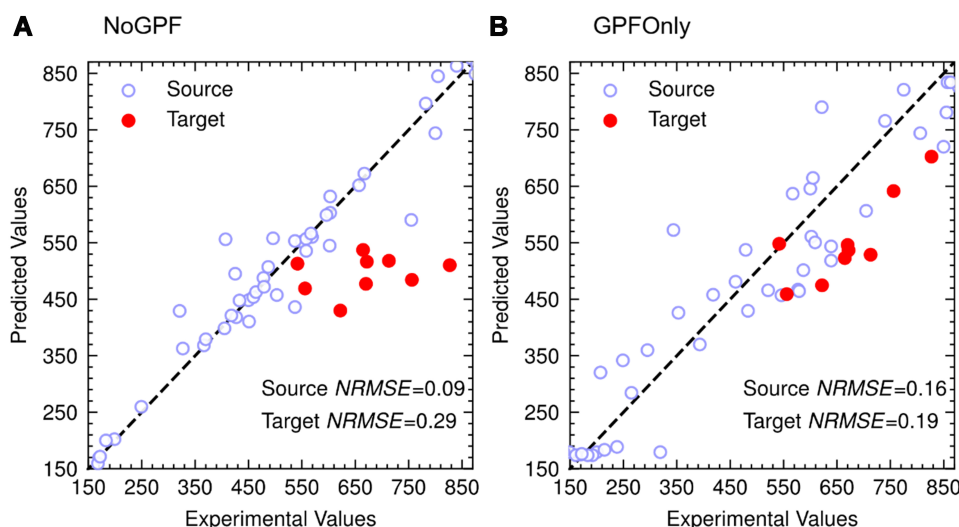 A NoGPF
850
750
650
550
450
350
250
150
Predicted Values
Source
Target
Source NRMSE=0.09
Target NRMSE=0.29
150 250 350 450 550 650 750 850
Experimental Values
B GPFOnly
850
750
650
550
450
350
250
150
Predicted Values
Source
Target
Source NRMSE=0.16
Target NRMSE=0.19
150 250 350 450 550 650 750 850
Experimental Values